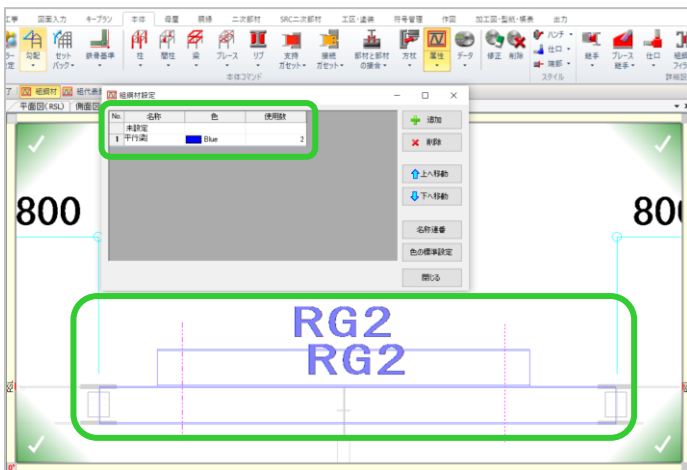 工事 図面入力 キープラン 本体 母屋 胴縁 二次部材 SRC二次部材 工区・塗装 符号管理 作図 加工図・型紙・帳表 出力
勾配 セットバック 鉄骨基準 柱 間柱 梁 ブレース リブ 支持ガセット 接続ガセット 部材と部材の接合 方杖 属性 データ 修正 削除 ハンチ 仕口 端部 継手 ブレース継手 仕口
本体コマンド スタイル 詳細設
組鋼材
平面図(RSL) 側面図
組鋼材設定
No. 名称 色 使用数
未設定
1 平行梁 Blue 2
追加
削除
上へ移動
下へ移動
名称連番
色の標準設定
閉じる
800 800
RG2
RG2